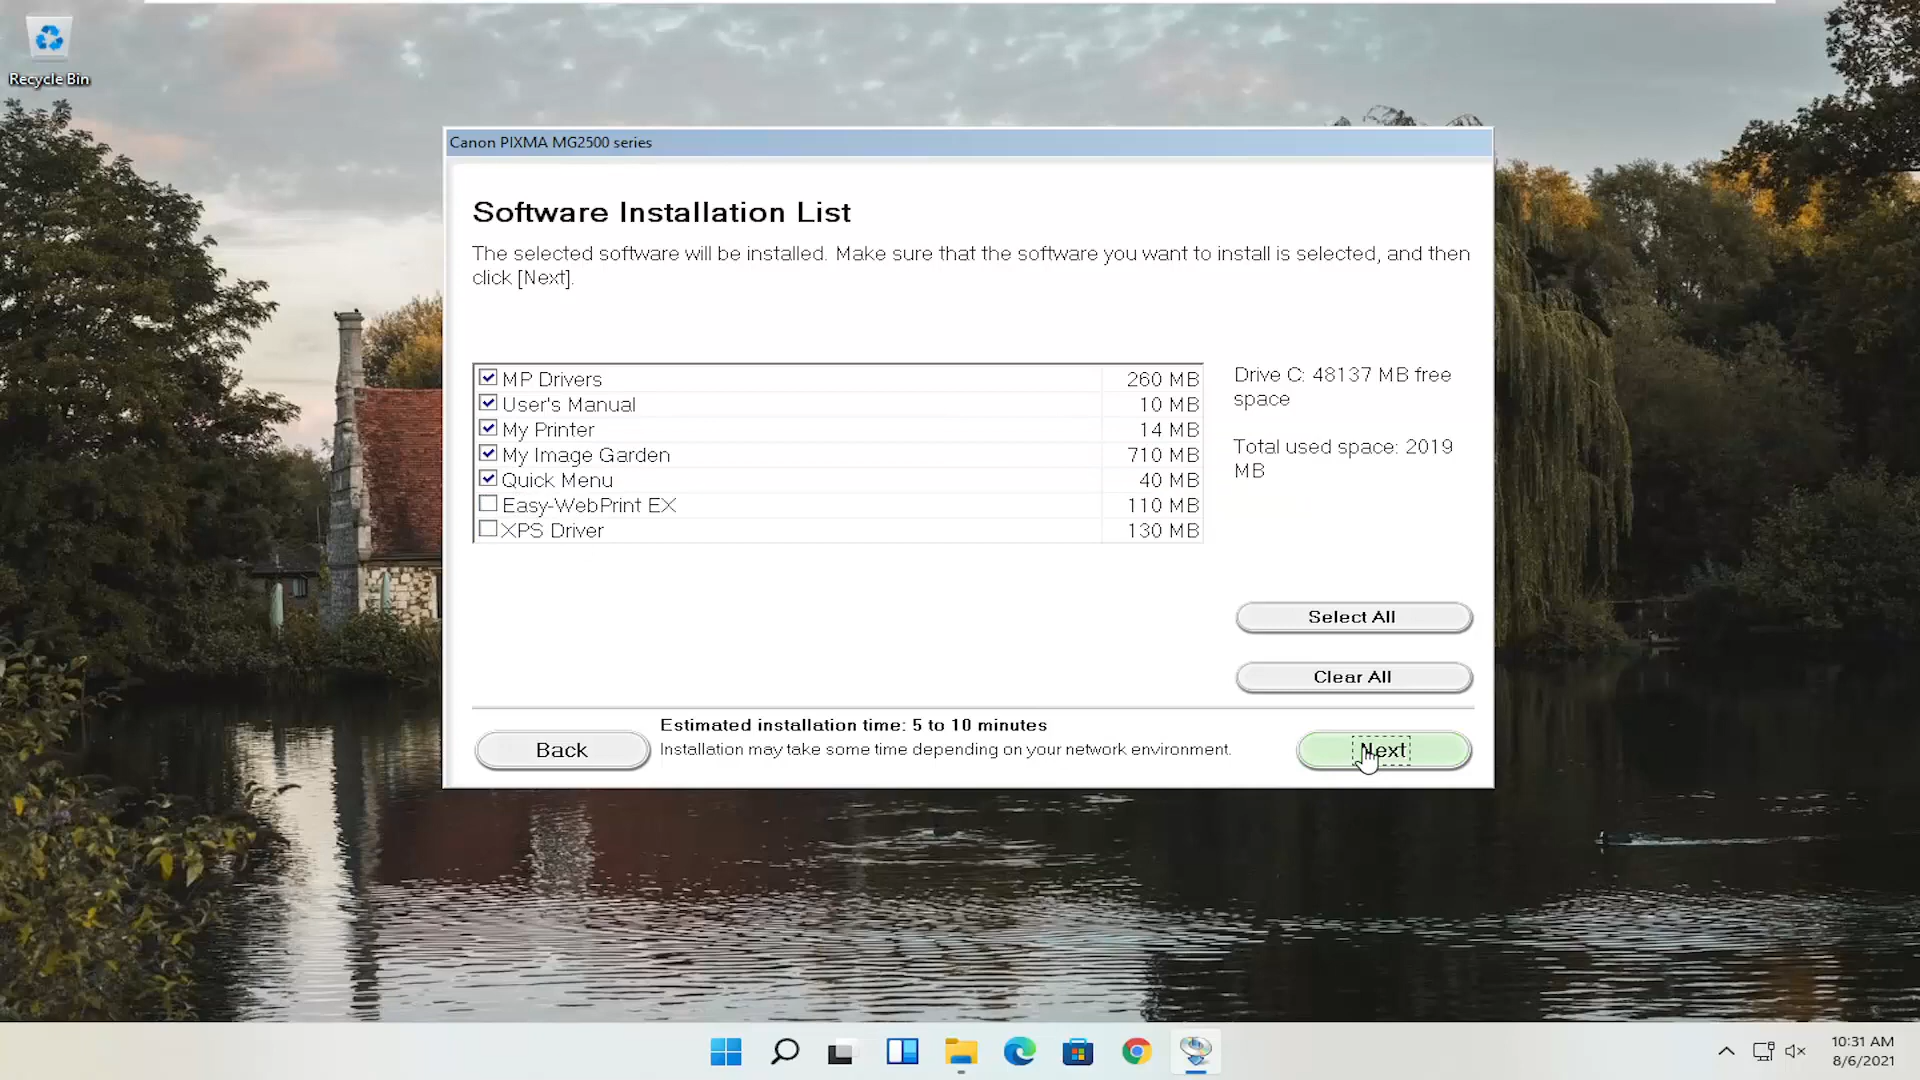 Recycle Bin
Canon PIXMA MG2500 series
Software Installation List
The selected software will be installed. Make sure that the software you want to install is selected, and then
click [Next].
MP Drivers 260 MB
User's Manual 10 MB
My Printer 14 MB
My Image Garden 710 MB
Quick Menu 40 MB
Easy-WebPrint EX 110 MB
XPS Driver 130 MB
Drive C: 48137 MB free
space
Total used space: 2019
MB
Select All
Clear All
Estimated installation time: 5 to 10 minutes
Installation may take some time depending on your network environment.
Back
Next
10:31 AM
8/6/2021